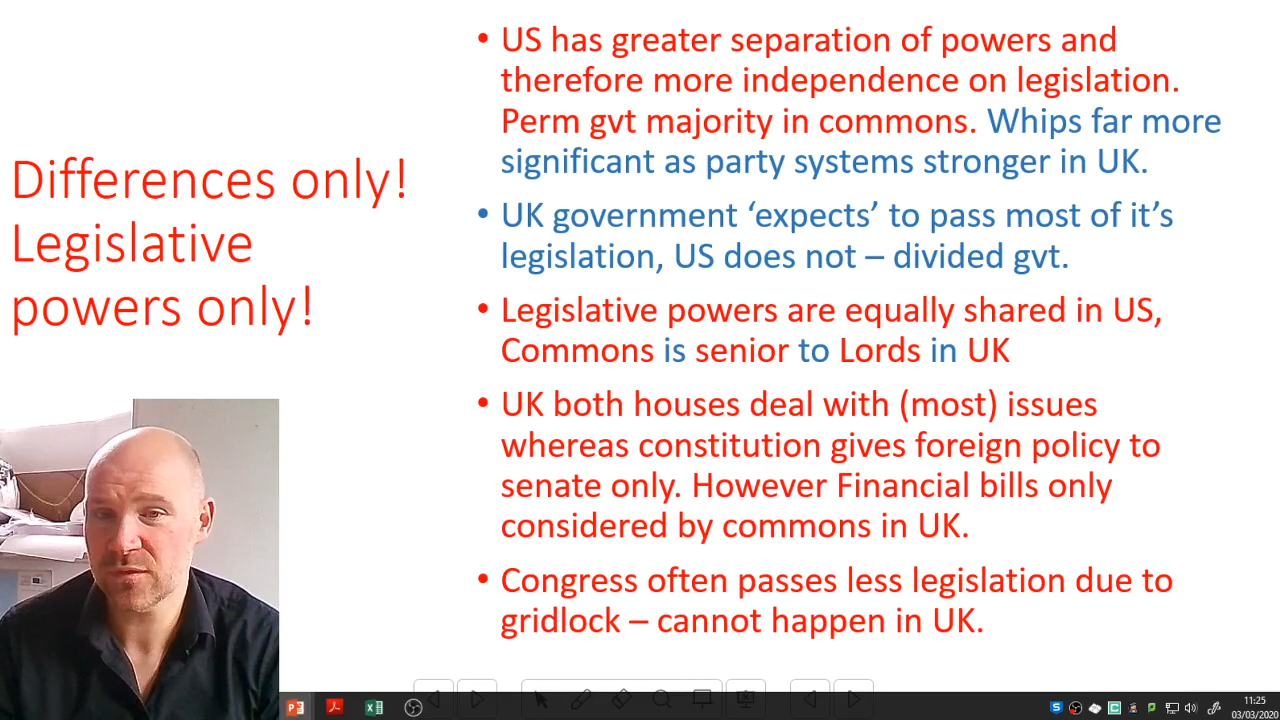 Differences only!
Legislative
powers only!
• US has greater separation of powers and
therefore more independence on legislation.
Perm gvt majority in commons. Whips far more
significant as party systems stronger in UK.
• UK government ‘expects’ to pass most of it’s
legislation, US does not – divided gvt.
• Legislative powers are equally shared in US,
Commons is senior to Lords in UK
• UK both houses deal with (most) issues
whereas constitution gives foreign policy to
senate only. However Financial bills only
considered by commons in UK.
• Congress often passes less legislation due to
gridlock – cannot happen in UK.
11:25
03/03/2020